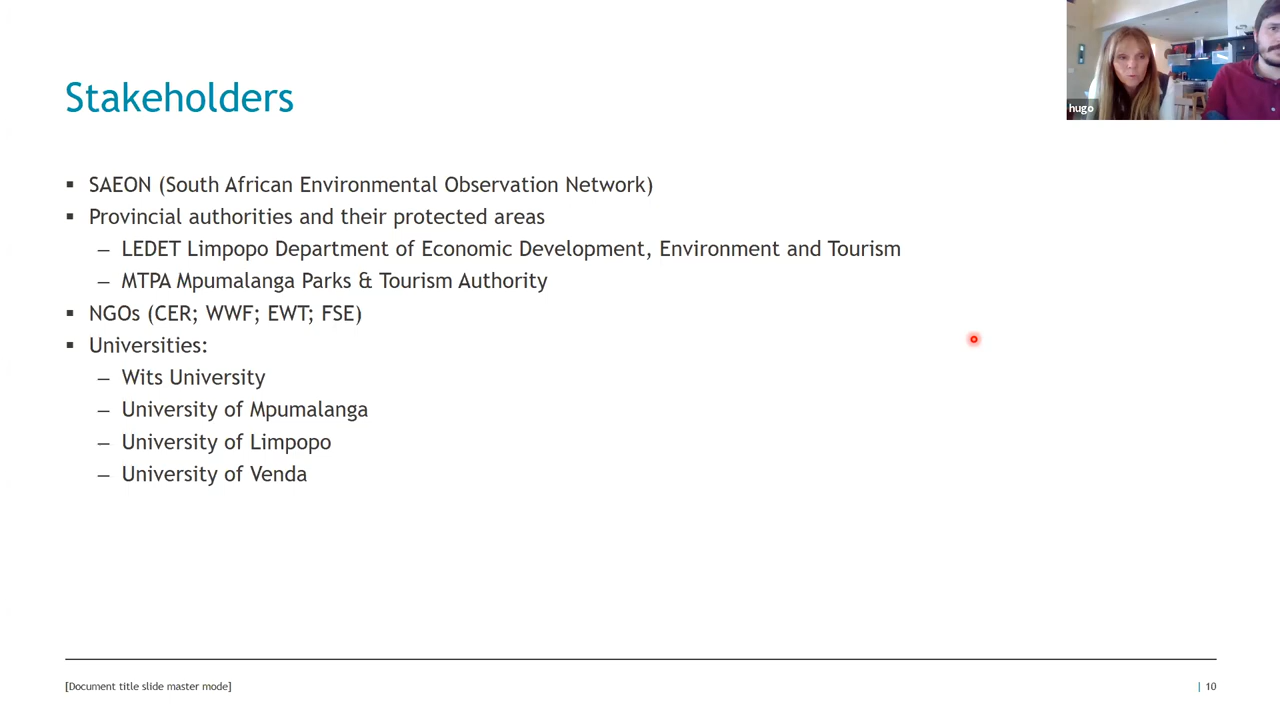 hugo
Stakeholders
▪ SAEON (South African Environmental Observation Network)
▪ Provincial authorities and their protected areas
– LEDET Limpopo Department of Economic Development, Environment and Tourism
– MTPA Mpumalanga Parks & Tourism Authority
▪ NGOs (CER; WWF; EWT; FSE)
▪ Universities:
– Wits University
– University of Mpumalanga
– University of Limpopo
– University of Venda
[Document title slide master mode]
| 10